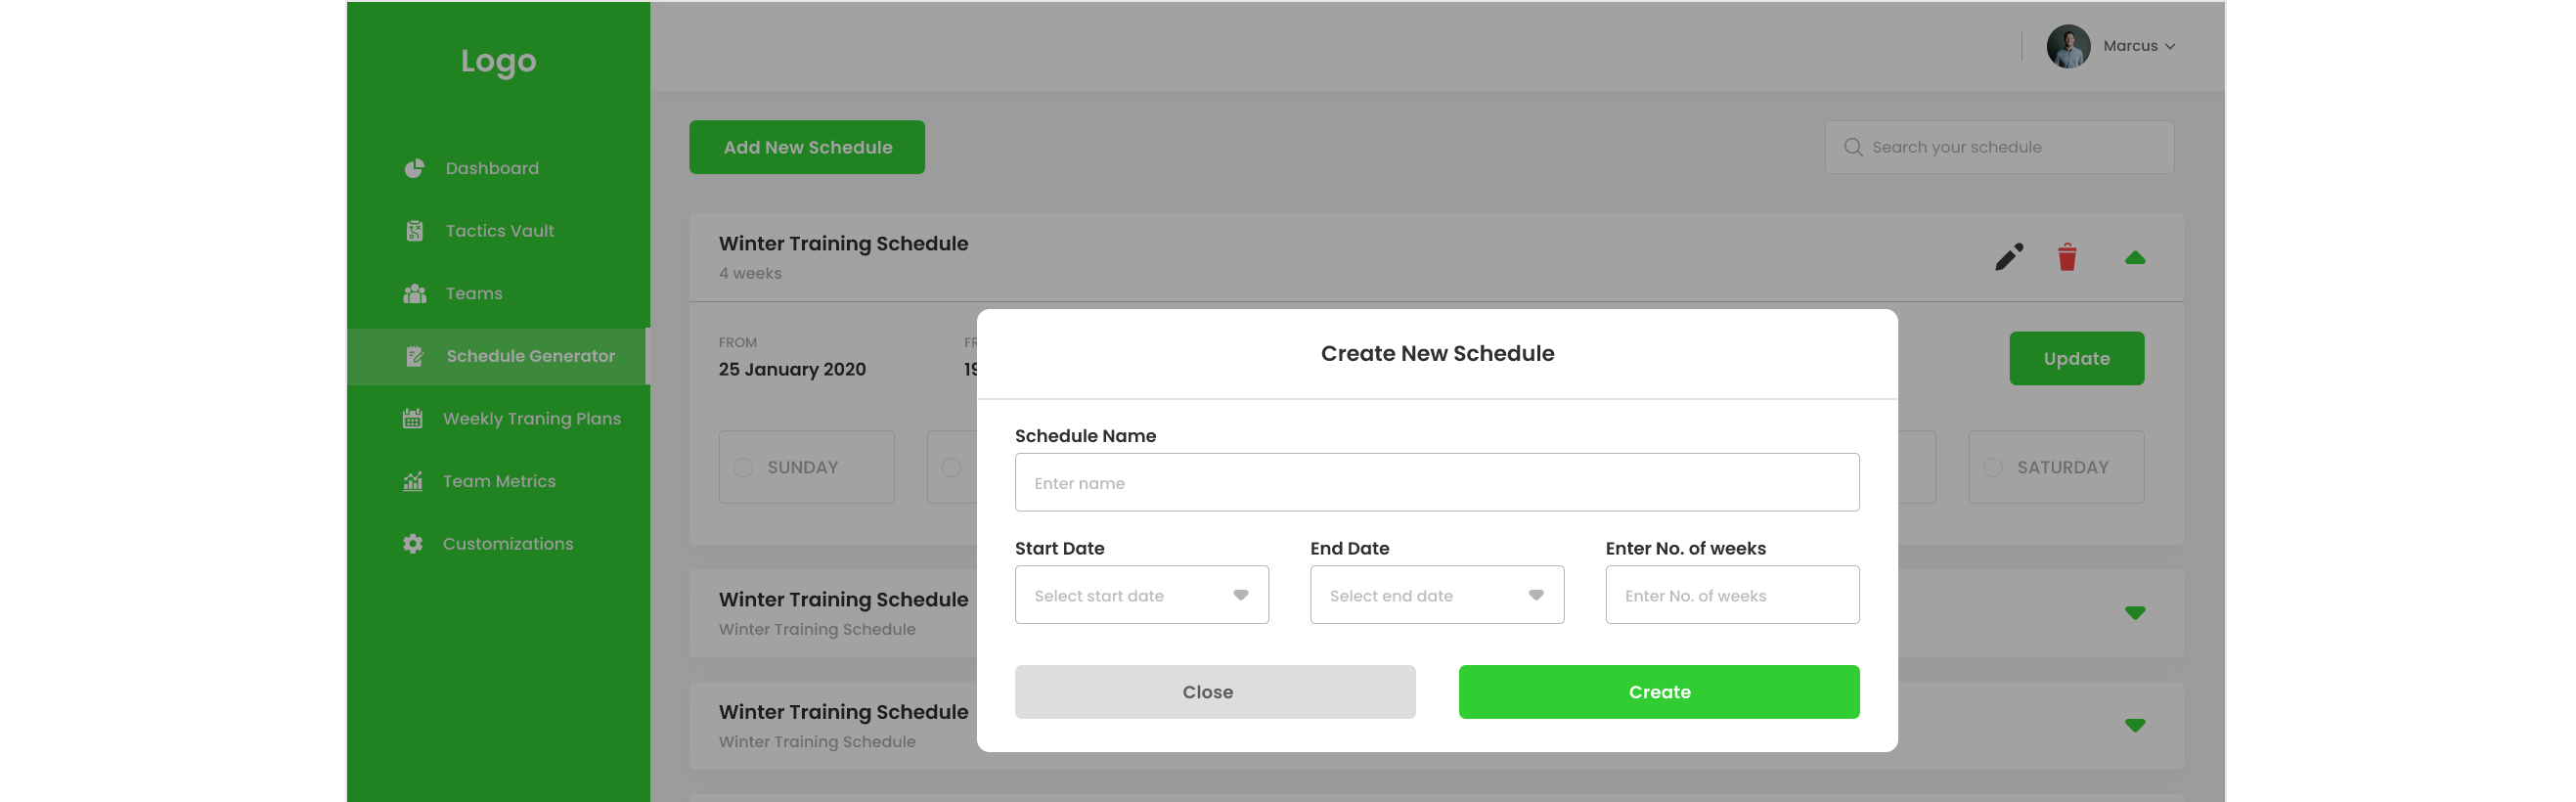 Logo
Marcus
Dashboard
Tactics Vault
Teams
Schedule Generator
Weekly Traning Plans
Team Metrics
Customizations
Add New Schedule
Search your schedule
Winter Training Schedule
4 weeks
FROM
25 January 2020
Update
SUNDAY
SATURDAY
Create New Schedule
Schedule Name
Enter name
Start Date
End Date
Enter No. of weeks
Select start date
Select end date
Enter No. of weeks
Close
Create
Winter Training Schedule
Winter Training Schedule
Winter Training Schedule
Winter Training Schedule